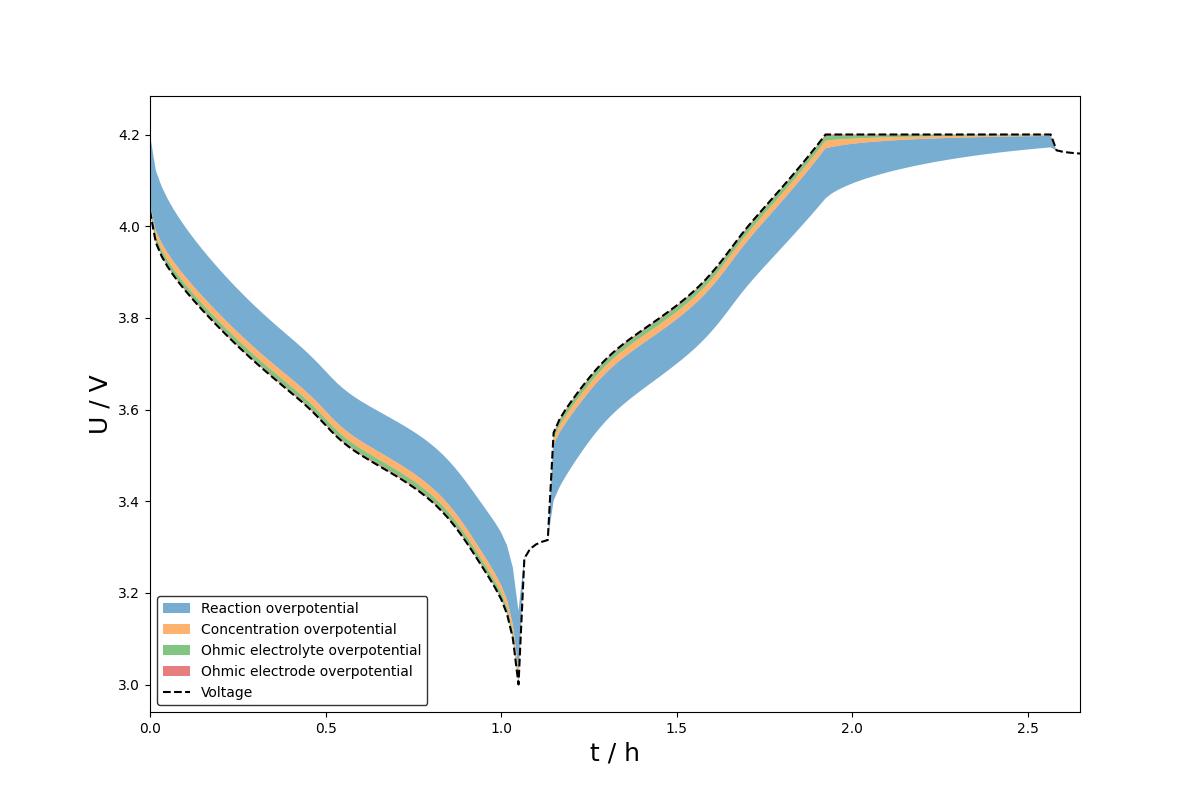 4.2
4.0
3.8
3.6
3.4
3.2
3.0
U / V
Reaction overpotential
Concentration overpotential
Ohmic electrolyte overpotential
Ohmic electrode overpotential
Voltage
0.0 0.5 1.0 1.5 2.0 2.5
t / h